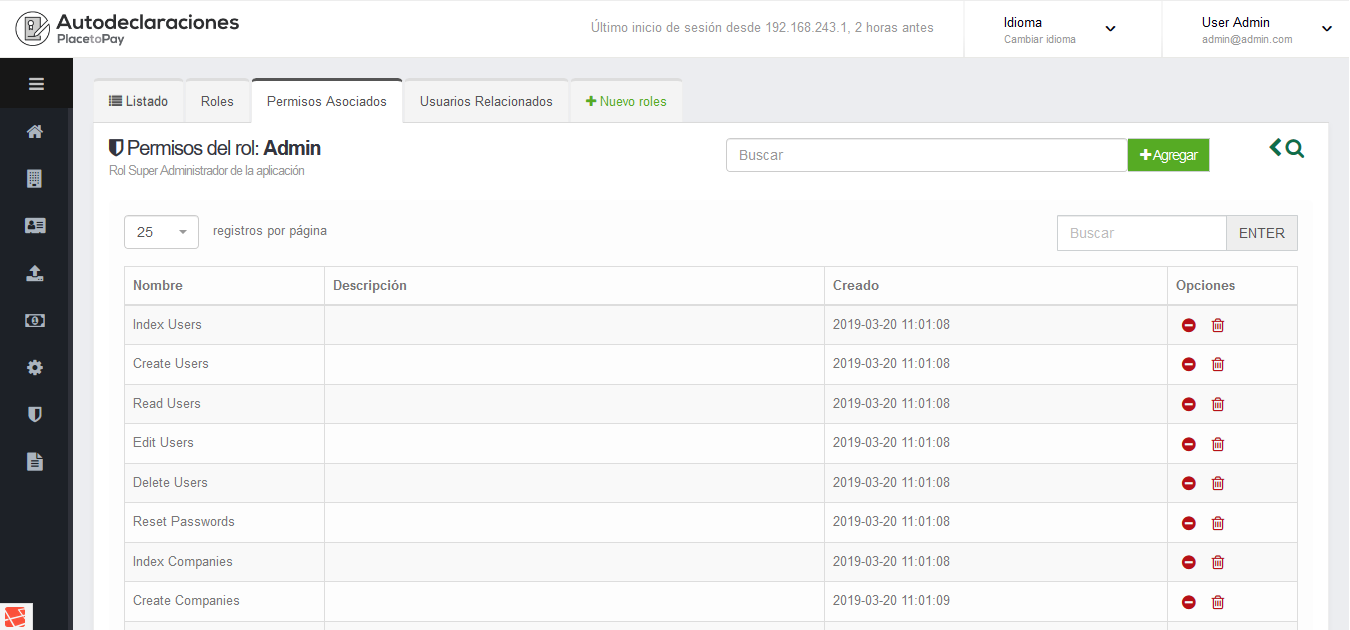 Autodeclaraciones
PlacetoPay
Último inicio de sesión desde 192.168.243.1, 2 horas antes
Idioma
Cambiar idioma
User Admin
admin@admin.com
Listado
Roles
Permisos Asociados
Usuarios Relacionados
Nuevo roles
Permisos del rol: Admin
Rol Super Administrador de la aplicación
Buscar
Agregar
25
registros por página
Buscar
ENTER
Nombre Descripción Creado Opciones
Index Users 2019-03-20 11:01:08
Create Users 2019-03-20 11:01:08
Read Users 2019-03-20 11:01:08
Edit Users 2019-03-20 11:01:08
Delete Users 2019-03-20 11:01:08
Reset Passwords 2019-03-20 11:01:08
Index Companies 2019-03-20 11:01:08
Create Companies 2019-03-20 11:01:09